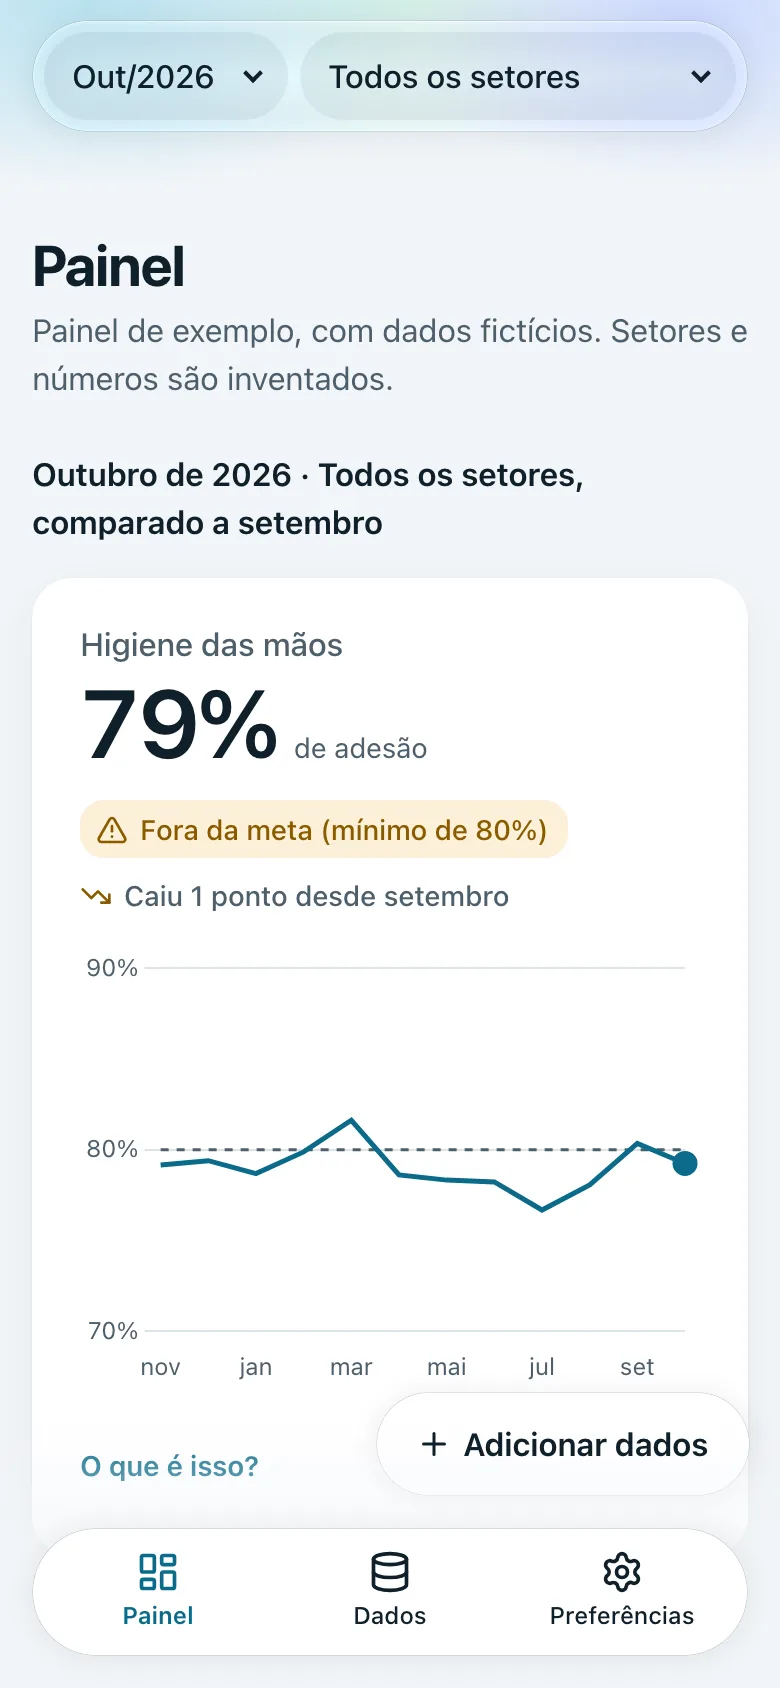 Out/2026
Todos os setores
Painel
Painel de exemplo, com dados fictícios. Setores e
números são inventados.
Outubro de 2026 · Todos os setores,
comparado a setembro
Higiene das mãos
79% de adesão
Fora da meta (mínimo de 80%)
Caiu 1 ponto desde setembro
90%
80%
70%
nov jan mar mai jul set
O que é isso?
+ Adicionar dados
Painel
Dados
Preferências